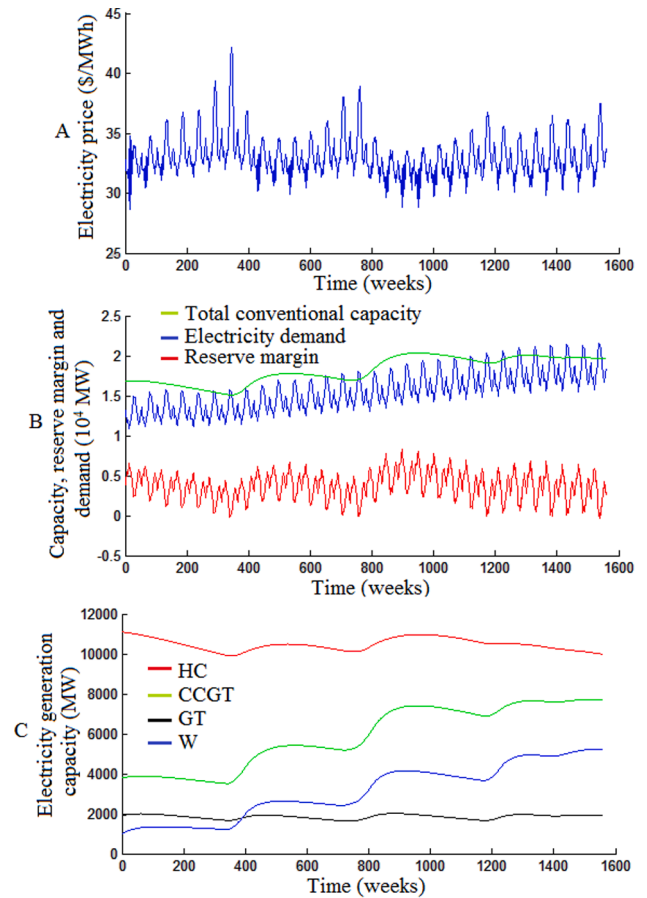 45
40
35
30
25
A
Electricity price ($/MWh)
0 200 400 600 800 1000 1200 1400 1600
Time (weeks)
Total conventional capacity
Electricity demand
Reserve margin
2.5
2
1.5
1
0.5
0
-0.5
B
Capacity, reserve margin and
demand (10⁴ MW)
0 200 400 600 800 1000 1200 1400 1600
Time (weeks)
12000
10000
8000
6000
4000
2000
0
HC
CCGT
GT
W
C
Electricity generation
capacity (MW)
0 200 400 600 800 1000 1200 1400 1600
Time (weeks)